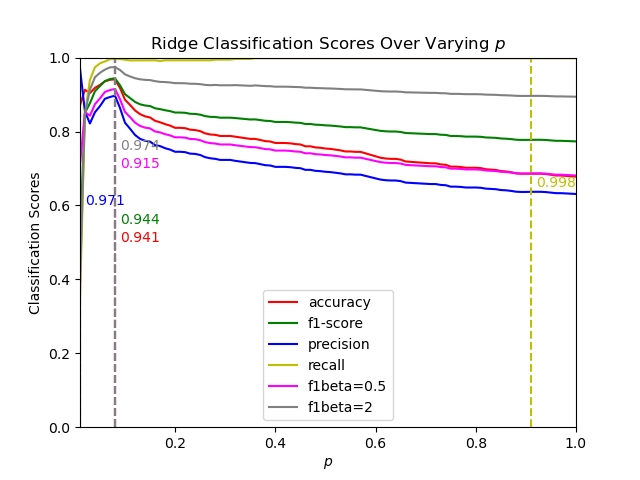 Ridge Classification Scores Over Varying p
1.0
0.8
0.6
0.4
0.2
0.0
Classification Scores
0.974
0.915
0.971
0.944
0.941
0.998
accuracy
f1-score
precision
recall
f1beta=0.5
f1beta=2
0.2 0.4 0.6 0.8 1.0
p